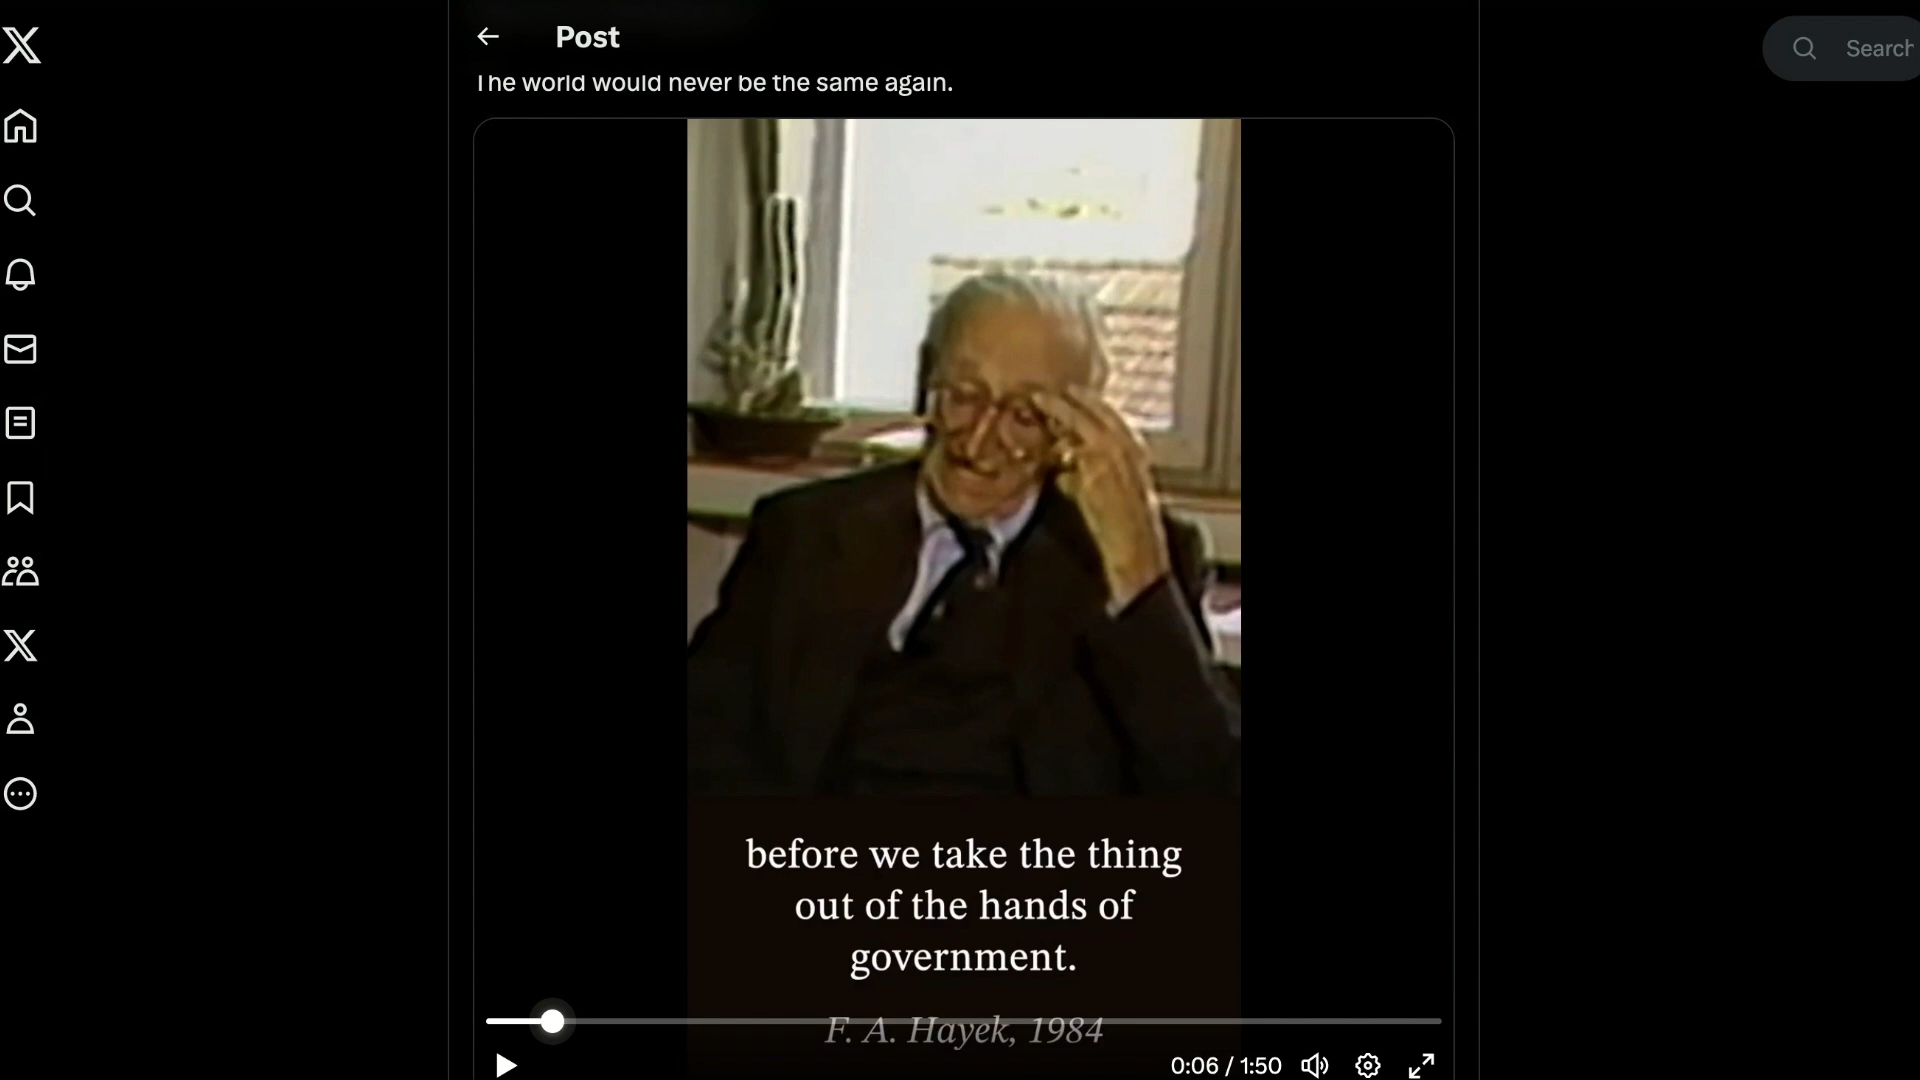 Post
Search
The world would never be the same again.
before we take the thing
out of the hands of
government.
F. A. Hayek, 1984
0:06 / 1:50